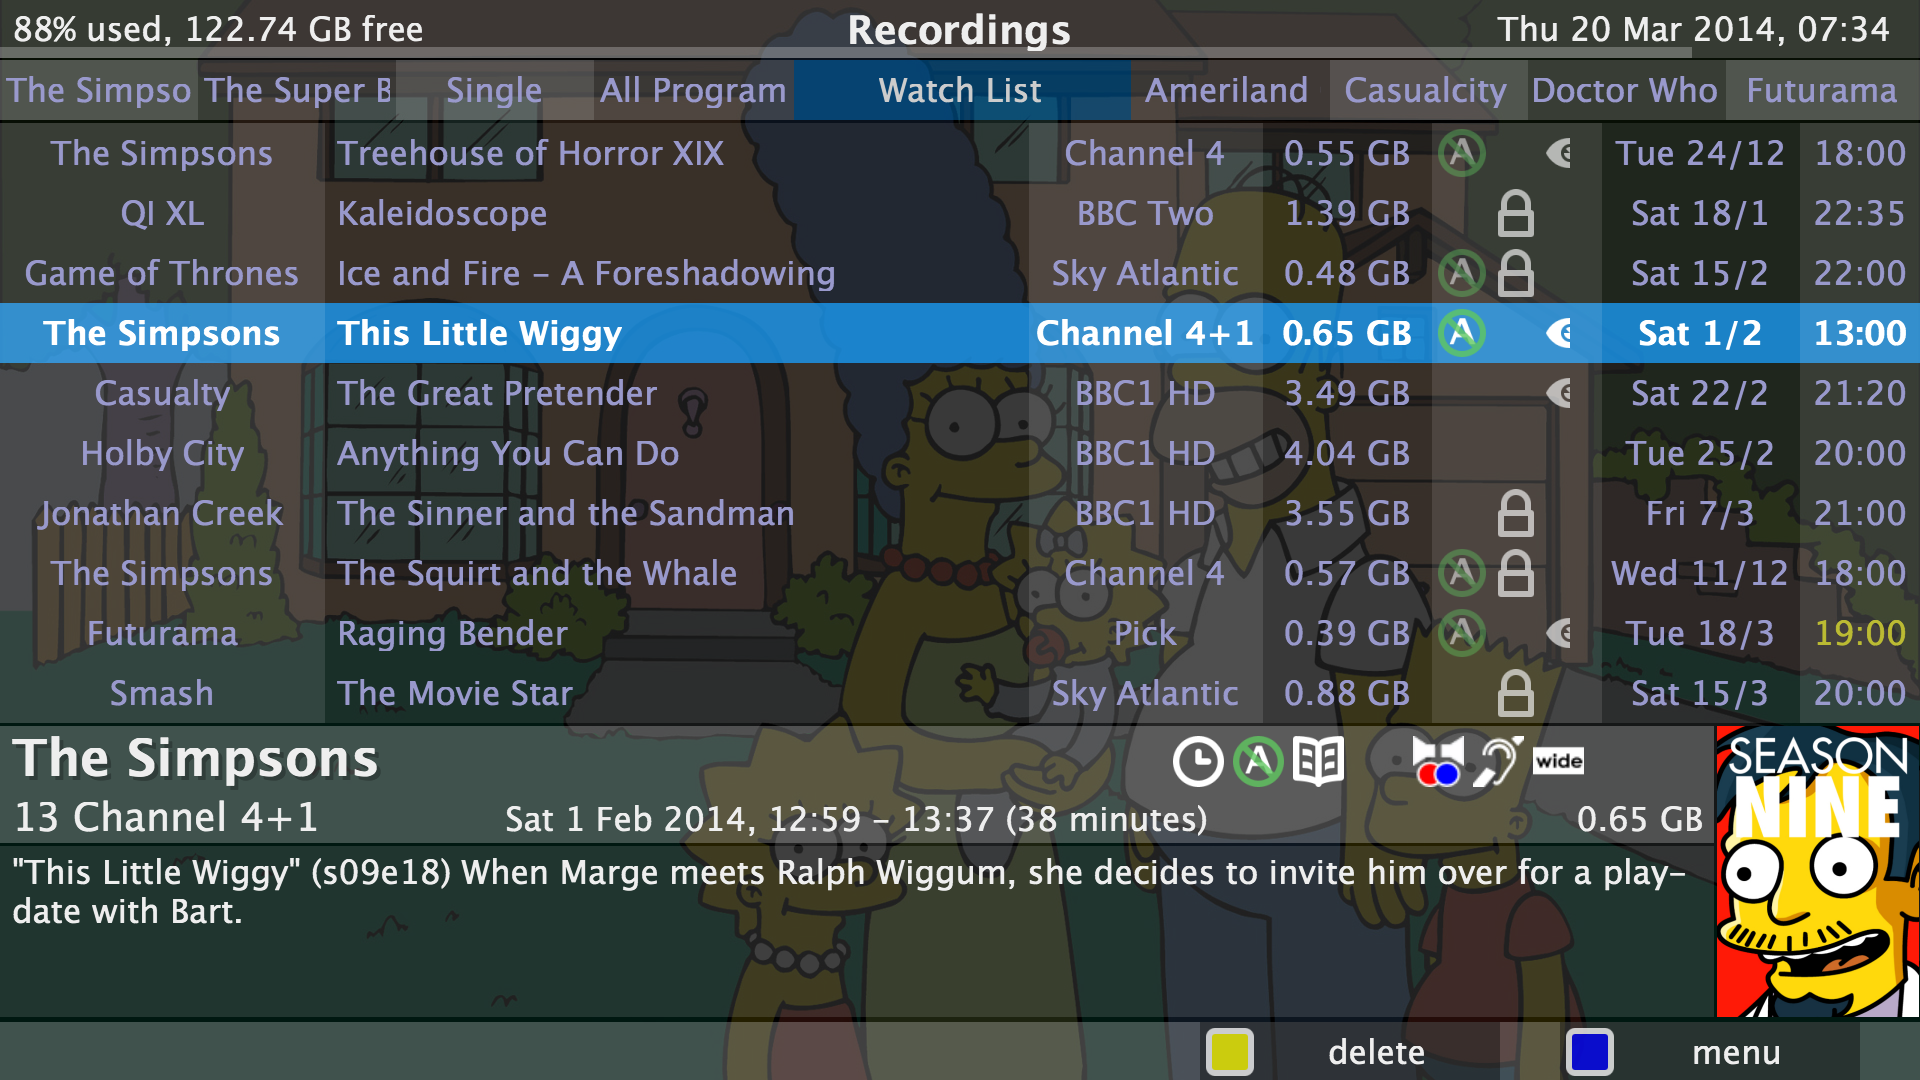 88% used, 122.74 GB free Recordings Thu 20 Mar 2014, 07:34
The Simpso The Super B Single All Program Watch List Ameriland Casualcity Doctor Who Futurama
The Simpsons Treehouse of Horror XIX Channel 4 0.55 GB A Tue 24/12 18:00
QI XL Kaleidoscope BBC Two 1.39 GB Sat 18/1 22:35
Game of Thrones Ice and Fire – A Foreshadowing Sky Atlantic 0.48 GB A Sat 15/2 22:00
The Simpsons This Little Wiggy Channel 4+1 0.65 GB A Sat 1/2 13:00
Casualty The Great Pretender BBC1 HD 3.49 GB Sat 22/2 21:20
Holby City Anything You Can Do BBC1 HD 4.04 GB Tue 25/2 20:00
Jonathan Creek The Sinner and the Sandman BBC1 HD 3.55 GB Fri 7/3 21:00
The Simpsons The Squirt and the Whale Channel 4 0.57 GB A Wed 11/12 18:00
Futurama Raging Bender Pick 0.39 GB A Tue 18/3 19:00
Smash The Movie Star Sky Atlantic 0.88 GB Sat 15/3 20:00
The Simpsons A wide
13 Channel 4+1 Sat 1 Feb 2014, 12:59 – 13:37 (38 minutes) 0.65 GB
SEASON
NINE
"This Little Wiggy" (s09e18) When Marge meets Ralph Wiggum, she decides to invite him over for a play–
date with Bart.
delete menu